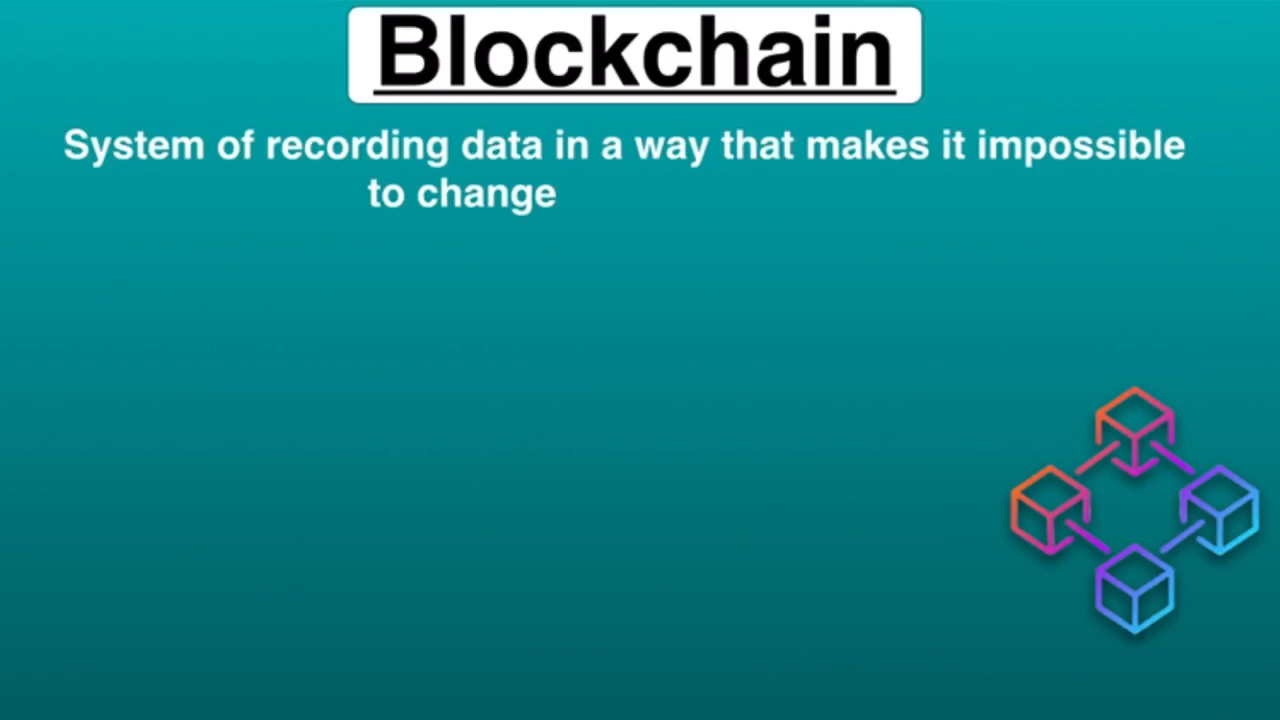 Blockchain
System of recording data in a way that makes it impossible
to change